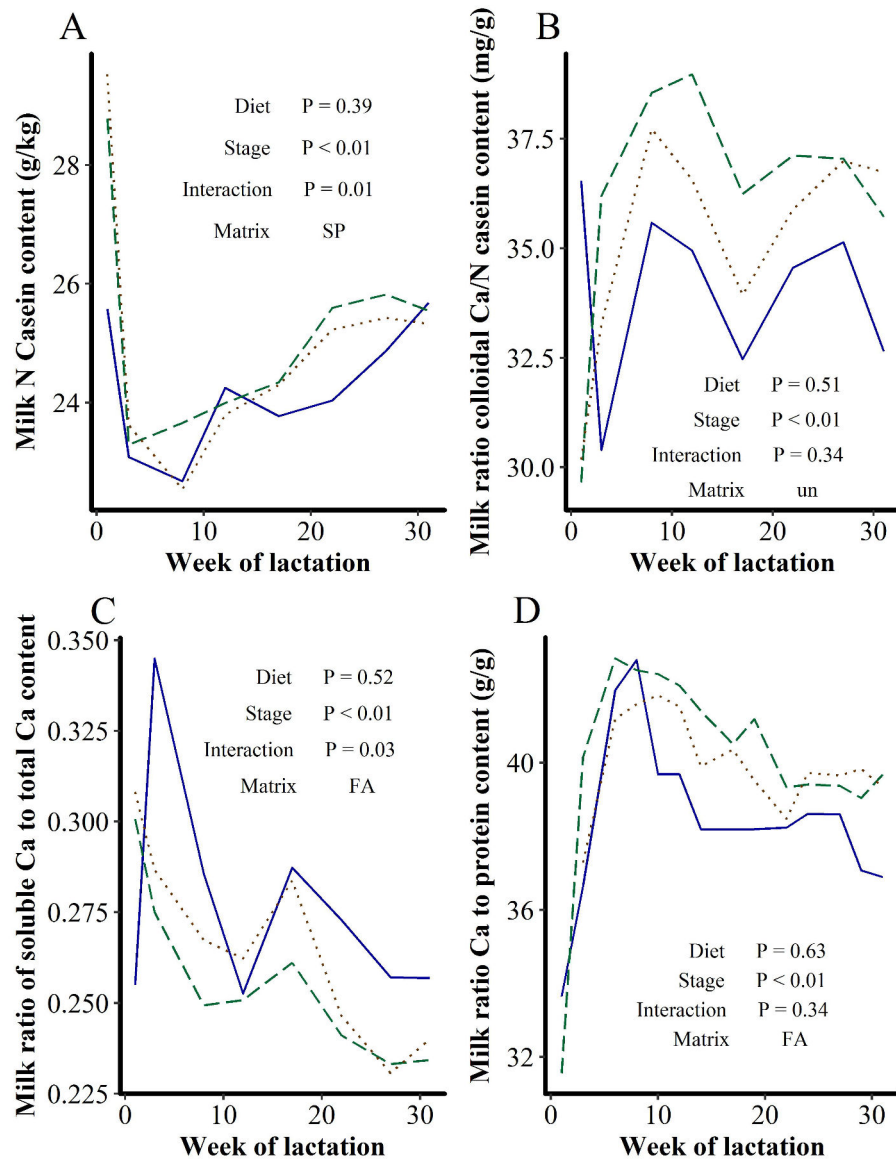 A
Milk N Casein content (g/kg)
28
26
24
Diet P = 0.39
Stage P < 0.01
Interaction P = 0.01
Matrix SP
0 10 20 30
Week of lactation
B
Milk ratio colloidal Ca/N casein content (mg/g)
37.5
35.0
32.5
30.0
Diet P = 0.51
Stage P < 0.01
Interaction P = 0.34
Matrix un
0 10 20 30
Week of lactation
C
Milk ratio of soluble Ca to total Ca content
0.350
0.325
0.300
0.275
0.250
0.225
Diet P = 0.52
Stage P < 0.01
Interaction P = 0.03
Matrix FA
0 10 20 30
Week of lactation
D
Milk ratio Ca to protein content (g/g)
40
36
32
Diet P = 0.63
Stage P < 0.01
Interaction P = 0.34
Matrix FA
0 10 20 30
Week of lactation